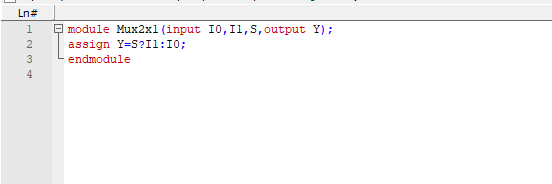 Ln#
1 module Mux2x1(input I0,I1,S,output Y);
2 assign Y=S?I1:I0;
3 endmodule
4